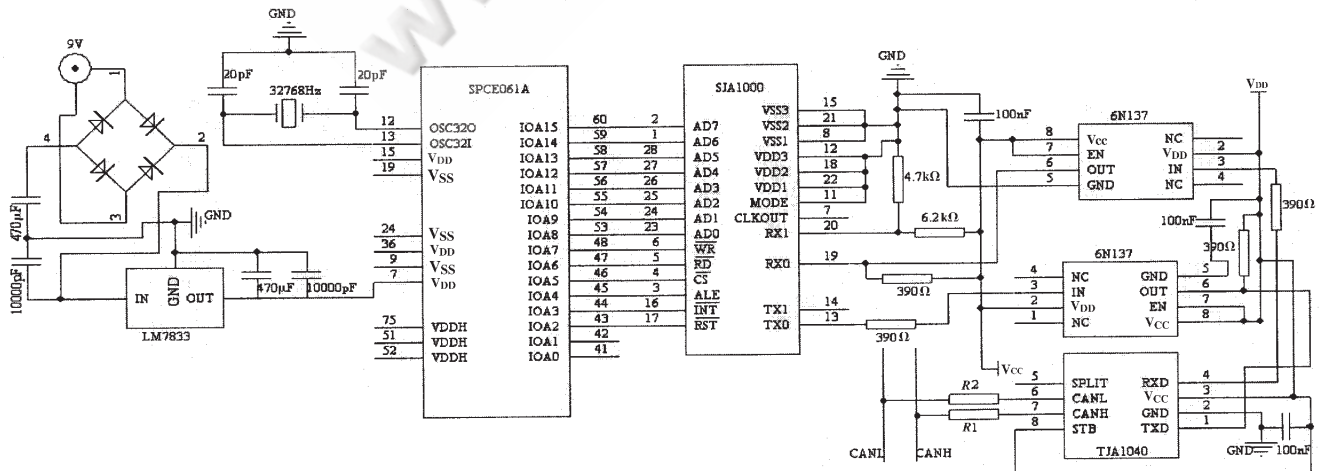 GND
9V
1
4
2
3
20pF
20pF
32768Hz
470μF
10000pF
GND
IN
GND
OUT
LM7833
470μF
10000pF
SPCE061A
12 OSC32O
13 OSC32I
15 VDD
19 VSS
24 VSS
36 VDD
9 VSS
7 VDD
75 VDDH
51 VDDH
52 VDDH
IOA15 60
IOA14 59
IOA13 58
IOA12 57
IOA11 56
IOA10 55
IOA9 54
IOA8 53
IOA7 48
IOA6 47
IOA5 46
IOA4 45
IOA3 44
IOA2 43
IOA1 42
IOA0 41
SJA1000
2 AD7
1 AD6
28 AD5
27 AD4
26 AD3
25 AD2
24 AD1
23 AD0
6 WR
5 RD
4 CS
3 ALE
16 INT
17 RST
VSS3 15
VSS2 21
VSS1 8
VDD3 12
VDD2 18
VDD1 22
MODE 11
CLKOUT 7
RX1 20
RX0 19
TX1 14
TX0 13
GND
100nF
4.7kΩ
6.2kΩ
390Ω
390Ω
VCC
6N137
8 VCC
7 EN
6 OUT
5 GND
NC
VDD 2
IN 3
NC 4
VDD
390Ω
100nF
390Ω
6N137
4 NC
3 IN
2 VDD
1 NC
GND 5
OUT 6
EN 7
VCC 8
5 SPLIT
6 CANL
7 CANH
8 STB
RXD 4
VCC 3
GND 2
TXD 1
TJA1040
R2
R1
CANL
CANH
GND
100nF